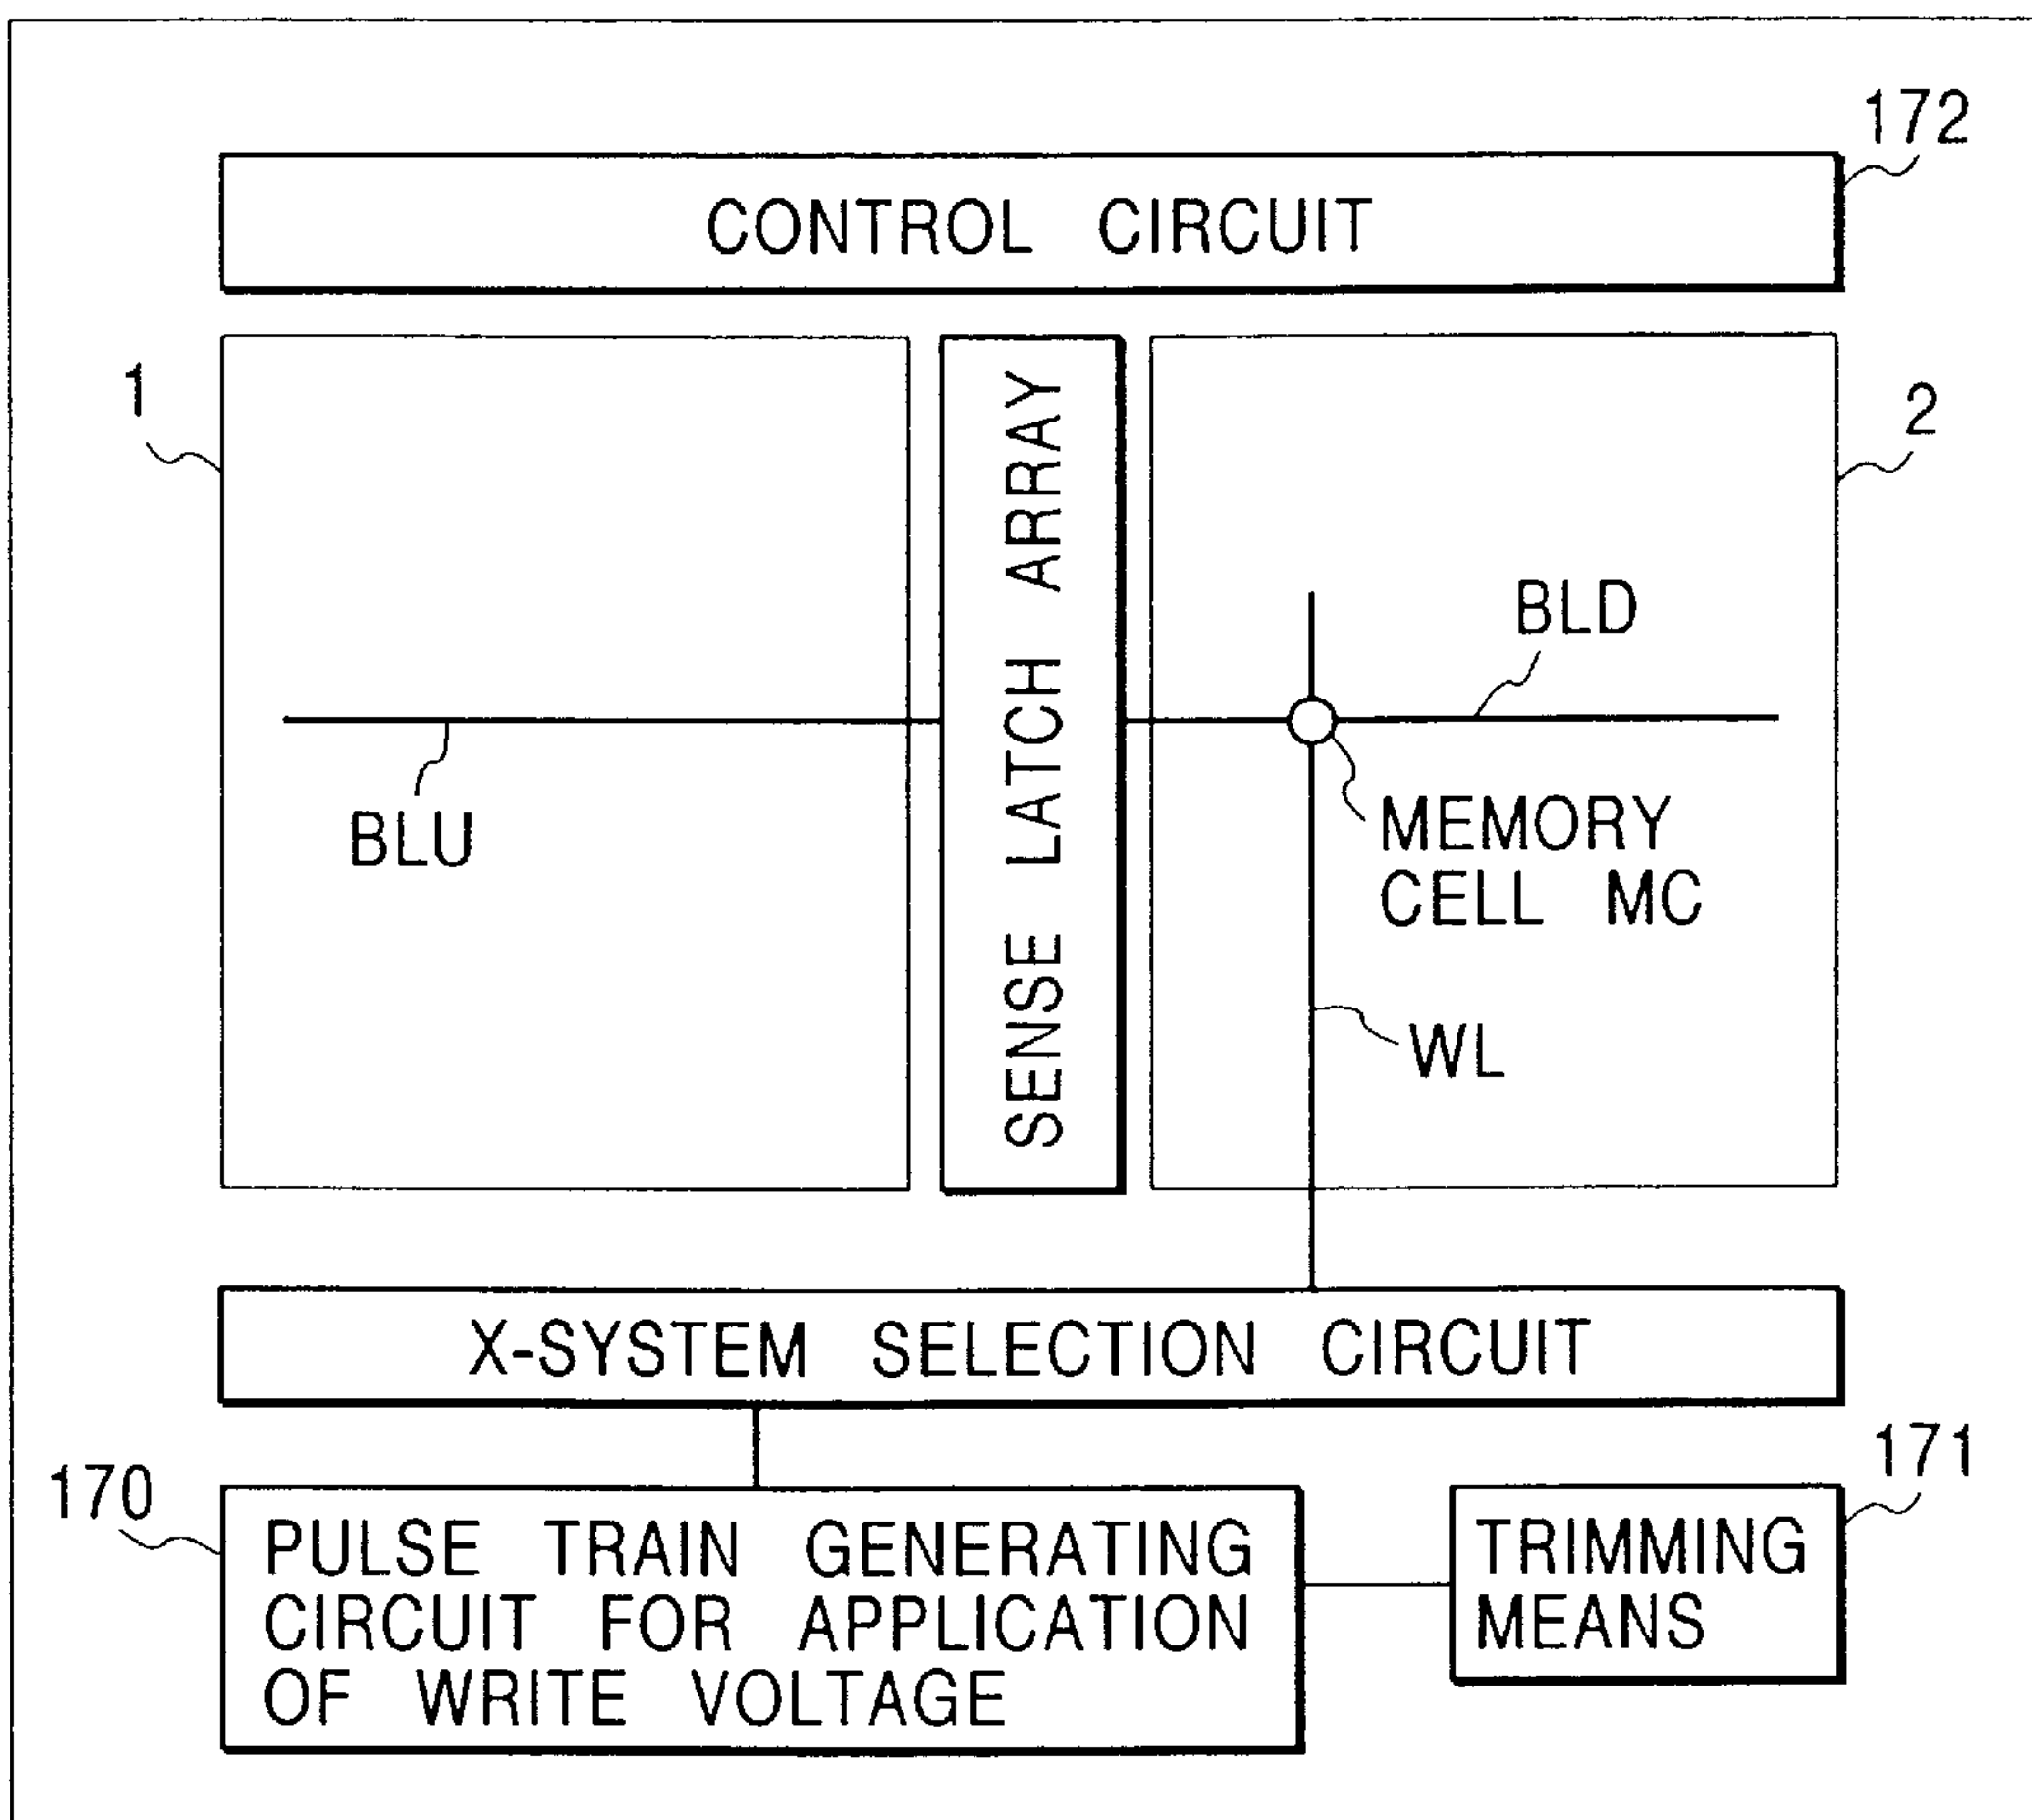 172
CONTROL CIRCUIT
1
2
SENSE LATCH ARRAY
BLD
BLU
MEMORY
CELL MC
WL
X-SYSTEM SELECTION CIRCUIT
170
171
PULSE TRAIN GENERATING
CIRCUIT FOR APPLICATION
OF WRITE VOLTAGE
TRIMMING
MEANS